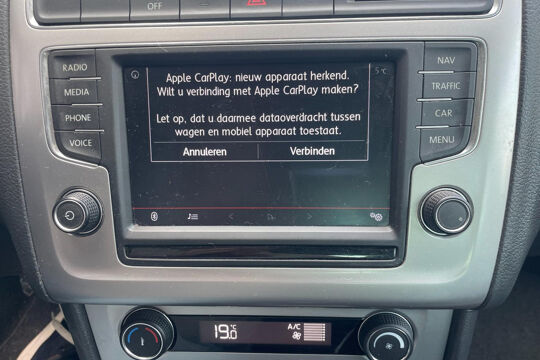 OFF
RADIO
MEDIA
PHONE
VOICE
Apple CarPlay: nieuw apparaat herkend.
Wilt u verbinding met Apple CarPlay maken?
Let op, dat u daarmee dataoverdracht tussen
wagen en mobiel apparaat toestaat.
Annuleren Verbinden
5°C
NAV
TRAFFIC
CAR
MENU
19.0 °C A/C